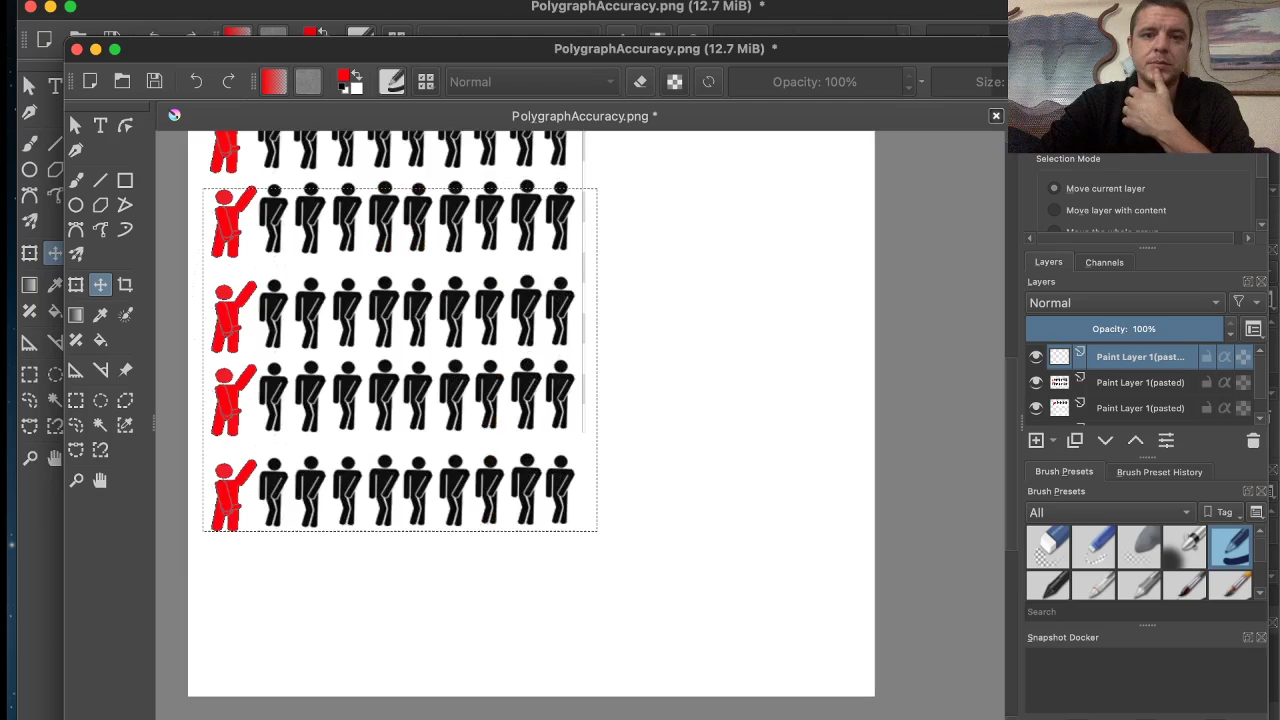 PolygraphAccuracy.png (12.7 MiB) *
PolygraphAccuracy.png (12.7 MiB) *
Normal
Opacity: 100%
Size:
PolygraphAccuracy.png *
Selection Mode
Move current layer
Move layer with content
Layers
Channels
Layers
Normal
Opacity: 100%
Paint Layer 1(past...
Paint Layer 1(pasted)
Paint Layer 1(pasted)
Brush Presets
Brush Preset History
Brush Presets
All
Tag
Search
Snapshot Docker